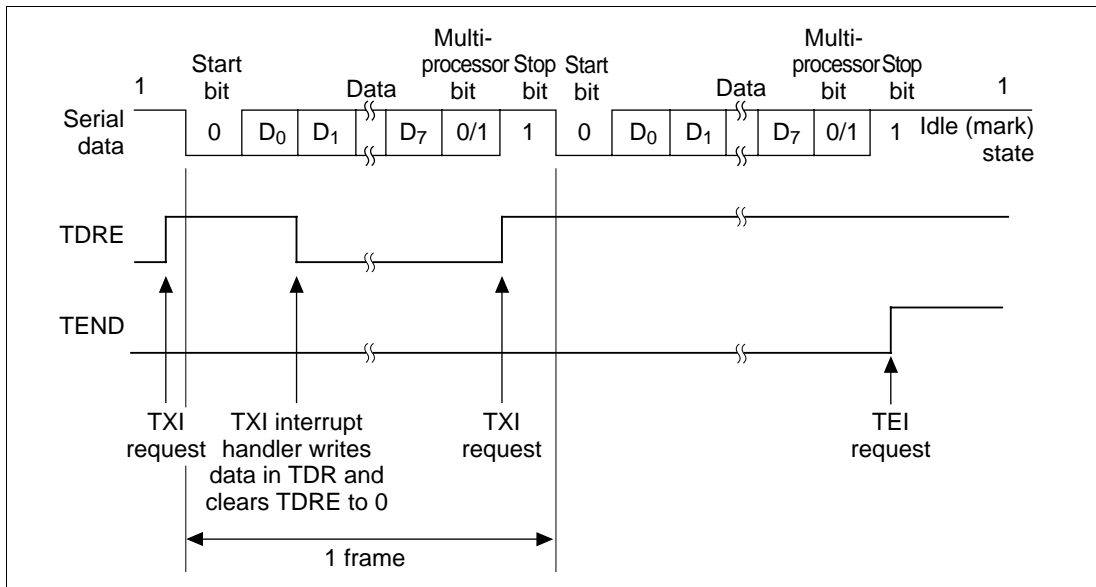 Multi-
processor
bit
Multi-
processor
bit
Start
bit
Stop
bit
Start
bit
Stop
bit
1
Data
Data
1
Serial
data
0 D0 D1 D7 0/1 1 0 D0 D1 D7 0/1 1
Idle (mark)
state
TDRE
TEND
TXI
request
TXI interrupt
handler writes
data in TDR and
clears TDRE to 0
TXI
request
TEI
request
1 frame